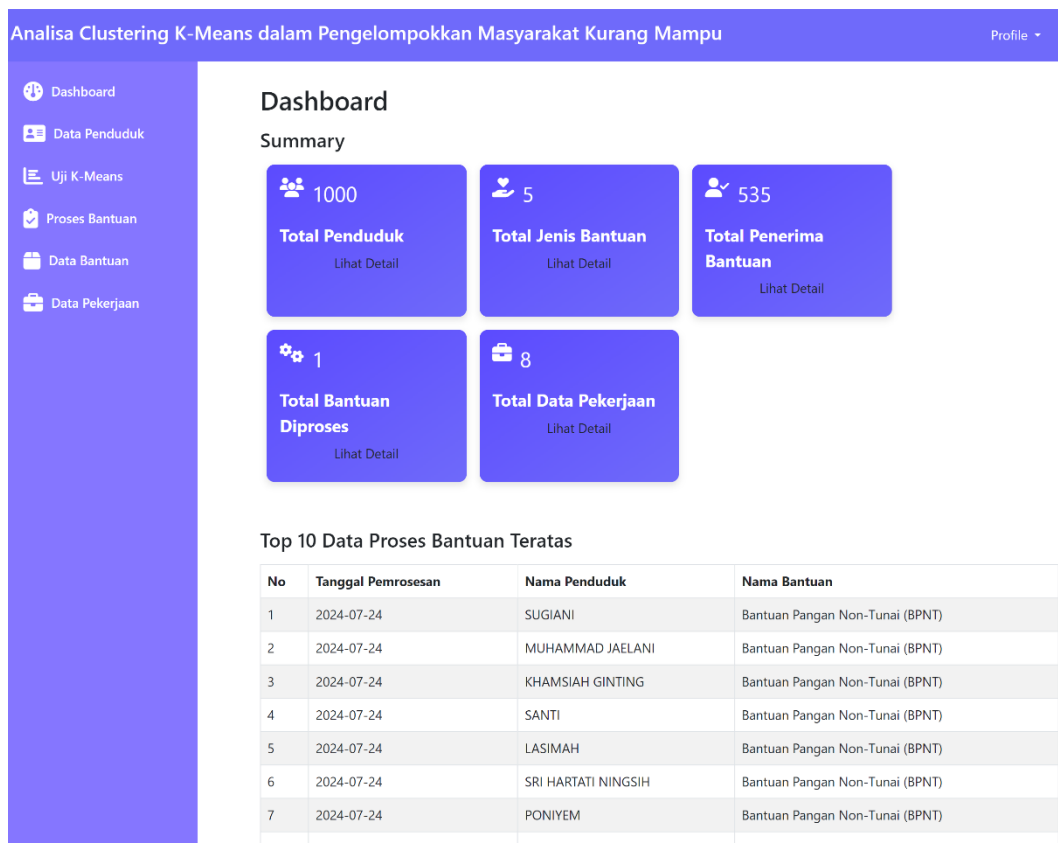 Analisa Clustering K-Means dalam Pengelompokkan Masyarakat Kurang Mampu
Profile
Dashboard
Data Penduduk
Uji K-Means
Proses Bantuan
Data Bantuan
Data Pekerjaan
Dashboard
Summary
1000
Total Penduduk
Lihat Detail
5
Total Jenis Bantuan
Lihat Detail
535
Total Penerima
Bantuan
Lihat Detail
1
Total Bantuan
Diproses
Lihat Detail
8
Total Data Pekerjaan
Lihat Detail
Top 10 Data Proses Bantuan Teratas
No Tanggal Pemrosesan Nama Penduduk Nama Bantuan
1 2024-07-24 SUGIANI Bantuan Pangan Non-Tunai (BPNT)
2 2024-07-24 MUHAMMAD JAELANI Bantuan Pangan Non-Tunai (BPNT)
3 2024-07-24 KHAMSIAH GINTING Bantuan Pangan Non-Tunai (BPNT)
4 2024-07-24 SANTI Bantuan Pangan Non-Tunai (BPNT)
5 2024-07-24 LASIMAH Bantuan Pangan Non-Tunai (BPNT)
6 2024-07-24 SRI HARTATI NINGSIH Bantuan Pangan Non-Tunai (BPNT)
7 2024-07-24 PONIYEM Bantuan Pangan Non-Tunai (BPNT)